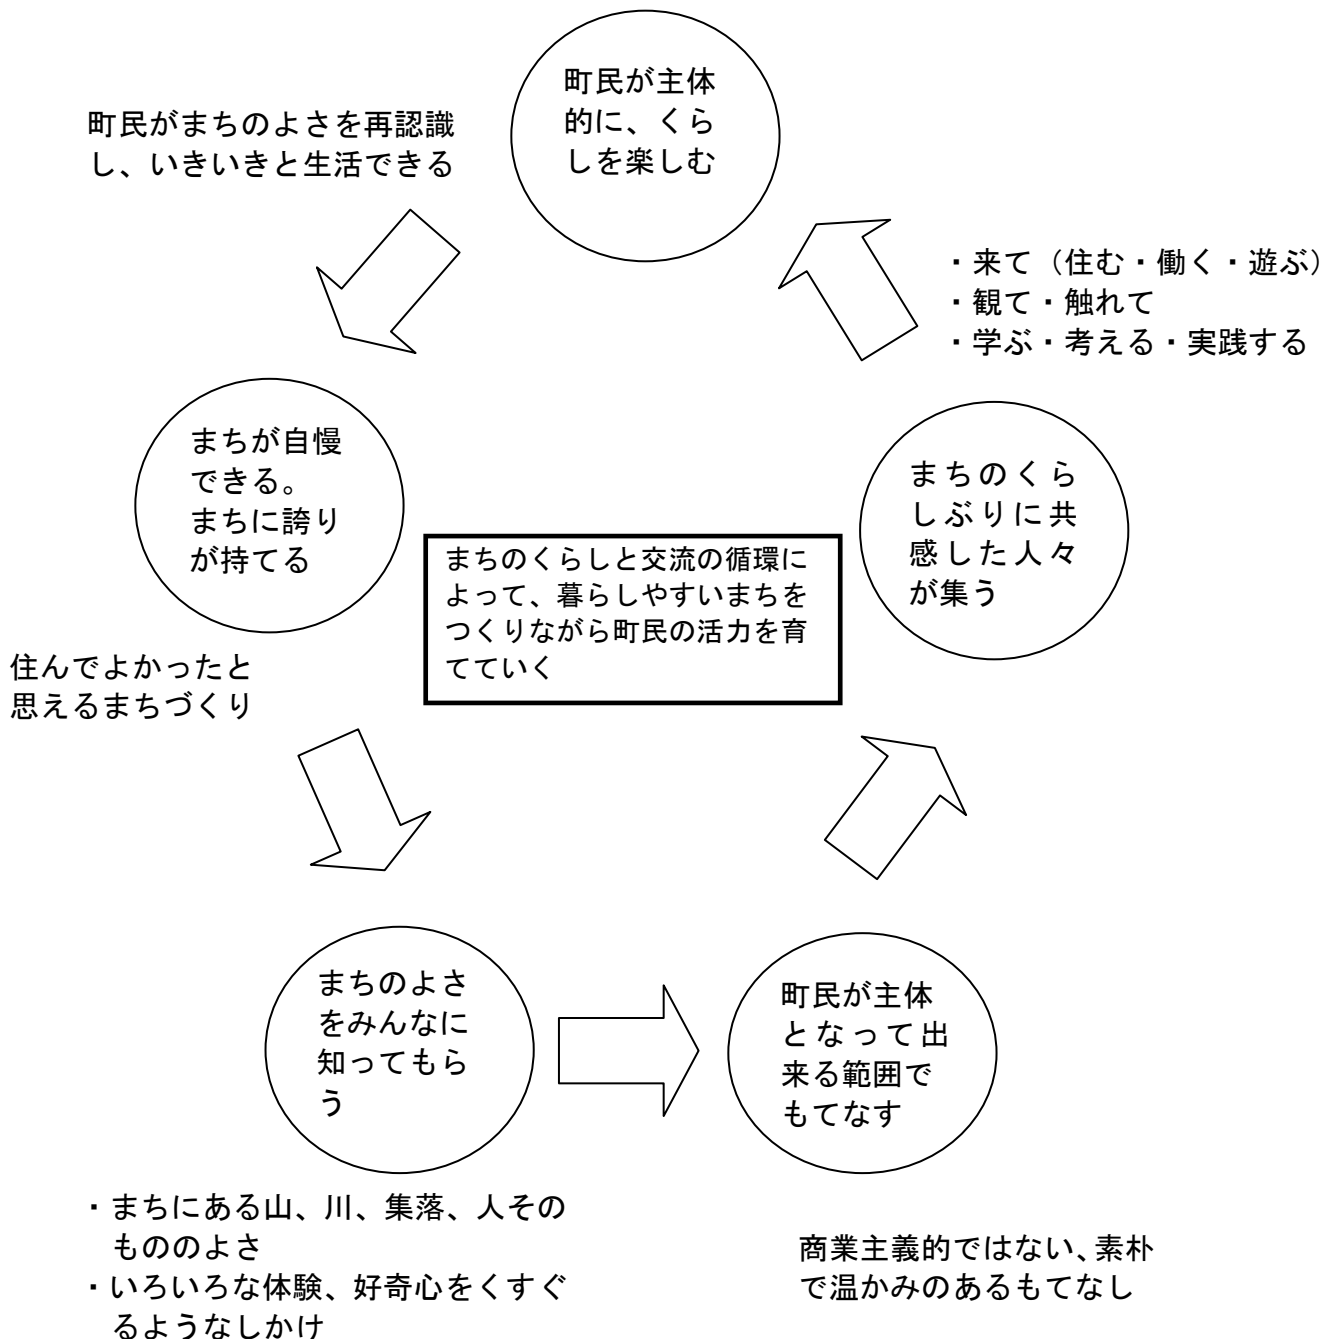 町民が主体
的に、くら
しを楽しむ
町民がまちのよさを再認識
し、いきいきと生活できる
・来て（住む・働く・遊ぶ）
・観て・触れて
・学ぶ・考える・実践する
まちが自慢
できる。
まちに誇り
が持てる
まちのくら
しぶりに共
感した人々
が集う
まちのくらしと交流の循環に
よって、暮らしやすいまちを
つくりながら町民の活力を育
てていく
住んでよかったと
思えるまちづくり
まちのよさ
をみんなに
知ってもら
う
町民が主体
となって出
来る範囲で
もてなす
・まちにある山、川、集落、人その
もののよさ
・いろいろな体験、好奇心をくすぐ
るようなしかけ
商業主義的ではない、素朴
で温かみのあるもてなし